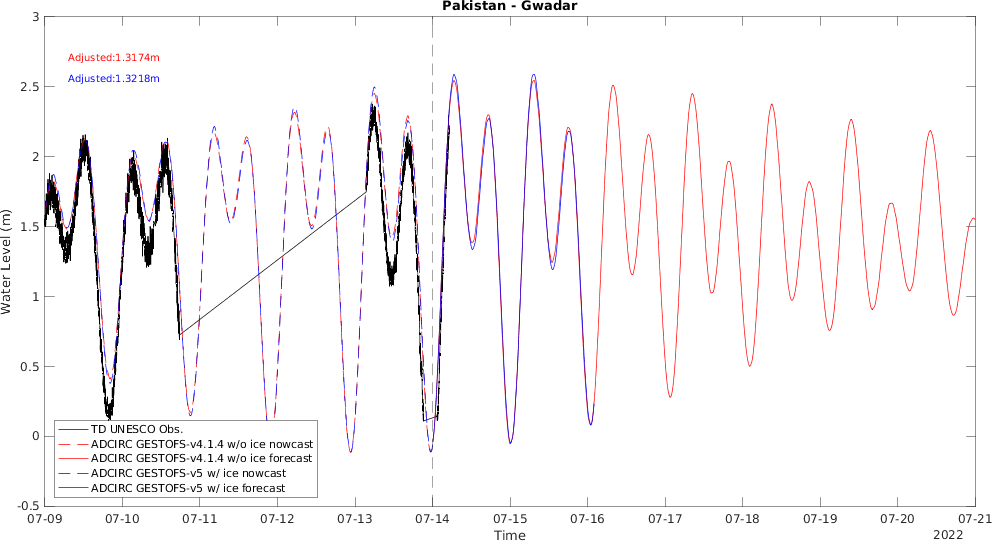 Pakistan - Gwadar
Adjusted:1.3174m
Adjusted:1.3218m
Water Level (m)
3
2.5
2
1.5
1
0.5
0
-0.5
TD UNESCO Obs.
ADCIRC GESTOFS-v4.1.4 w/o ice nowcast
ADCIRC GESTOFS-v4.1.4 w/o ice forecast
ADCIRC GESTOFS-v5 w/ ice nowcast
ADCIRC GESTOFS-v5 w/ ice forecast
07-09 07-10 07-11 07-12 07-13 07-14 07-15 07-16 07-17 07-18 07-19 07-20 07-21
Time
2022